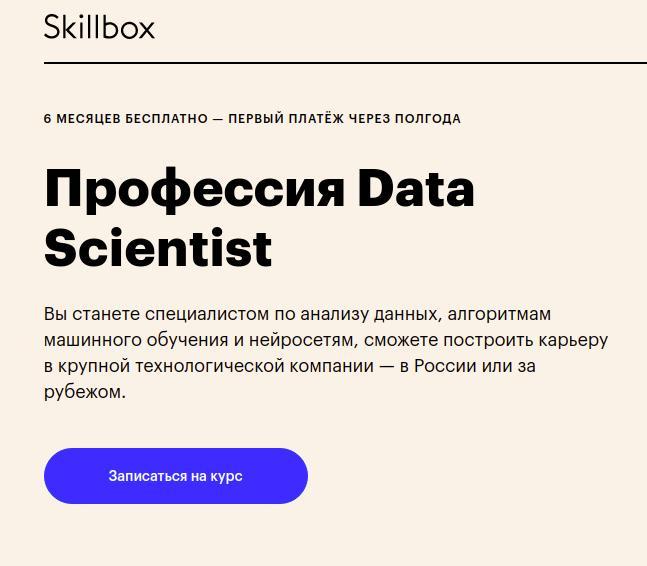 Skillbox
6 МЕСЯЦЕВ БЕСПЛАТНО — ПЕРВЫЙ ПЛАТЁЖ ЧЕРЕЗ ПОЛГОДА
Профессия Data
Scientist
Вы станете специалистом по анализу данных, алгоритмам
машинного обучения и нейросетям, сможете построить карьеру
в крупной технологической компании — в России или за
рубежом.
Записаться на курс